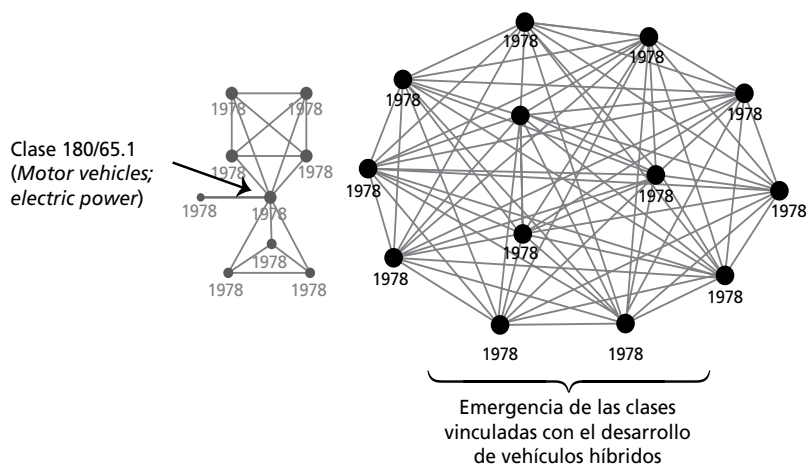 1978
1978
1978
1978 1978
1978
Clase 180/65.1
(Motor vehicles;
electric power)
1978 1978
1978
1978
1978 1978
1978
1978
1978
1978
1978
1978 1978
1978
1978 1978
Emergencia de las clases
vinculadas con el desarrollo
de vehículos híbridos